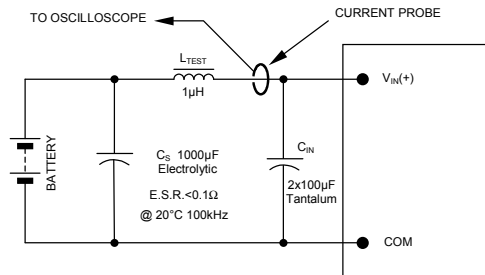 TO OSCILLOSCOPE
CURRENT PROBE
LTEST
1µH
VIN(+)
BATTERY
CS 1000µF
Electrolytic
E.S.R.<0.1Ω
@ 20°C 100kHz
CIN
2x100µF
Tantalum
COM